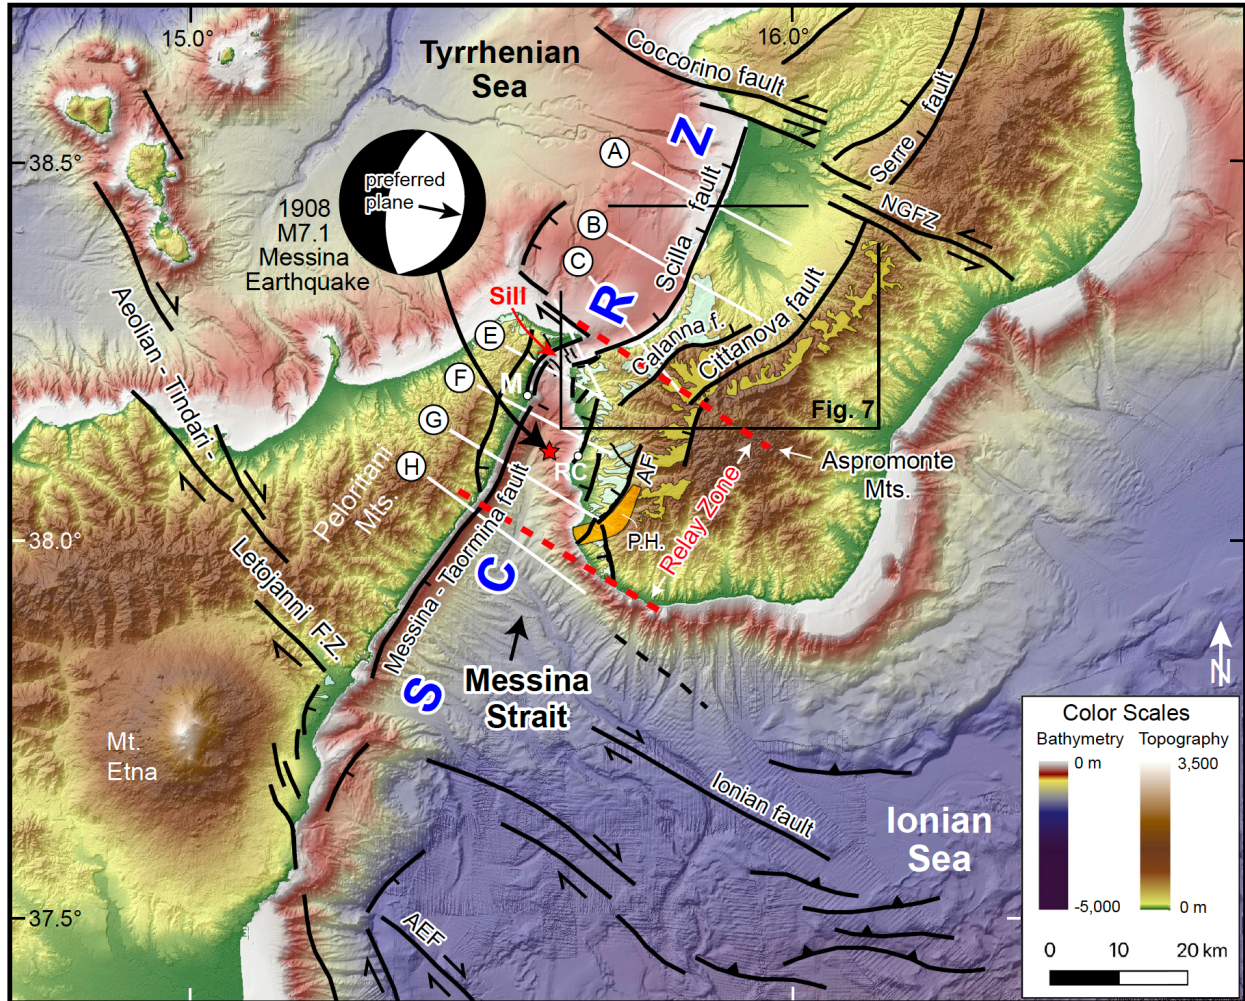 15.0°
16.0°
Tyrrhenian
Sea
Coccorino fault
Serre fault
38.5°
A
Z
preferred
plane
1908
M7.1
Messina
Earthquake
B
C
Scilla fault
NGFZ
R
Sill
Aeolian - Tindari -
Letojanni F.Z.
E
Calanna f.
Cittanova fault
M
F
Fig. 7
G
H
RC
AF
Aspromonte
Mts.
Peloritani
Mts.
38.0°
P.H.
Relay Zone
Messina - Taormina fault
C
S
Messina
Strait
N
Mt.
Etna
Ionian fault
Ionian
Sea
37.5°
AEF
Color Scales
Bathymetry Topography
0 m 3,500
-5,000 0 m
0 10 20 km